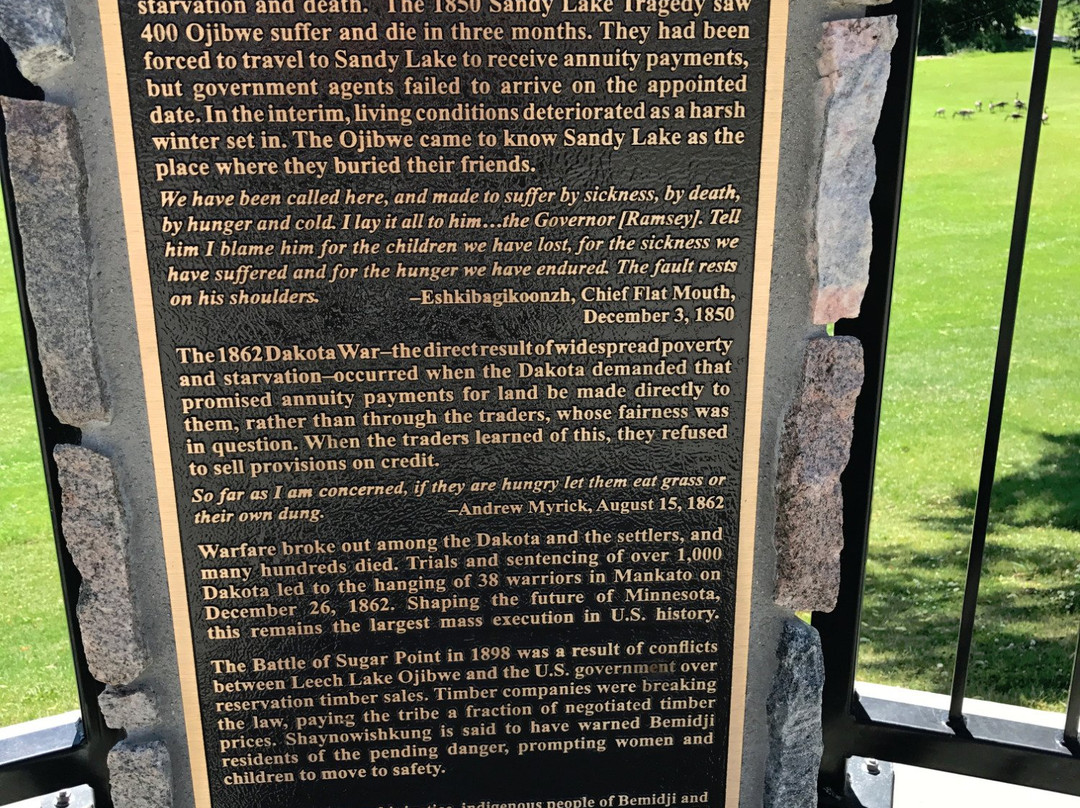 starvation and death. The 1850 Sandy Lake Tragedy saw
400 Ojibwe suffer and die in three months. They had been
forced to travel to Sandy Lake to receive annuity payments,
but government agents failed to arrive on the appointed
date. In the interim, living conditions deteriorated as a harsh
winter set in. The Ojibwe came to know Sandy Lake as the
place where they buried their friends.
We have been called here, and made to suffer by sickness, by death,
by hunger and cold. I lay it all to him...the Governor [Ramsey]. Tell
him I blame him for the children we have lost, for the sickness we
have suffered and for the hunger we have endured. The fault rests
on his shoulders. –Eshkibagikoonzh, Chief Flat Mouth,
December 3, 1850
The 1862 Dakota War–the direct result of widespread poverty
and starvation–occurred when the Dakota demanded that
promised annuity payments for land be made directly to
them, rather than through the traders, whose fairness was
in question. When the traders learned of this, they refused
to sell provisions on credit.
So far as I am concerned, if they are hungry let them eat grass or
their own dung. –Andrew Myrick, August 15, 1862
Warfare broke out among the Dakota and the settlers, and
many hundreds died. Trials and sentencing of over 1,000
Dakota led to the hanging of 38 warriors in Mankato on
December 26, 1862. Shaping the future of Minnesota,
this remains the largest mass execution in U.S. history.
The Battle of Sugar Point in 1898 was a result of conflicts
between Leech Lake Ojibwe and the U.S. government over
reservation timber sales. Timber companies were breaking
the law, paying the tribe a fraction of negotiated timber
prices. Shaynowishkung is said to have warned Bemidji
residents of the pending danger, prompting women and
children to move to safety.
indigenous people of Bemidji and